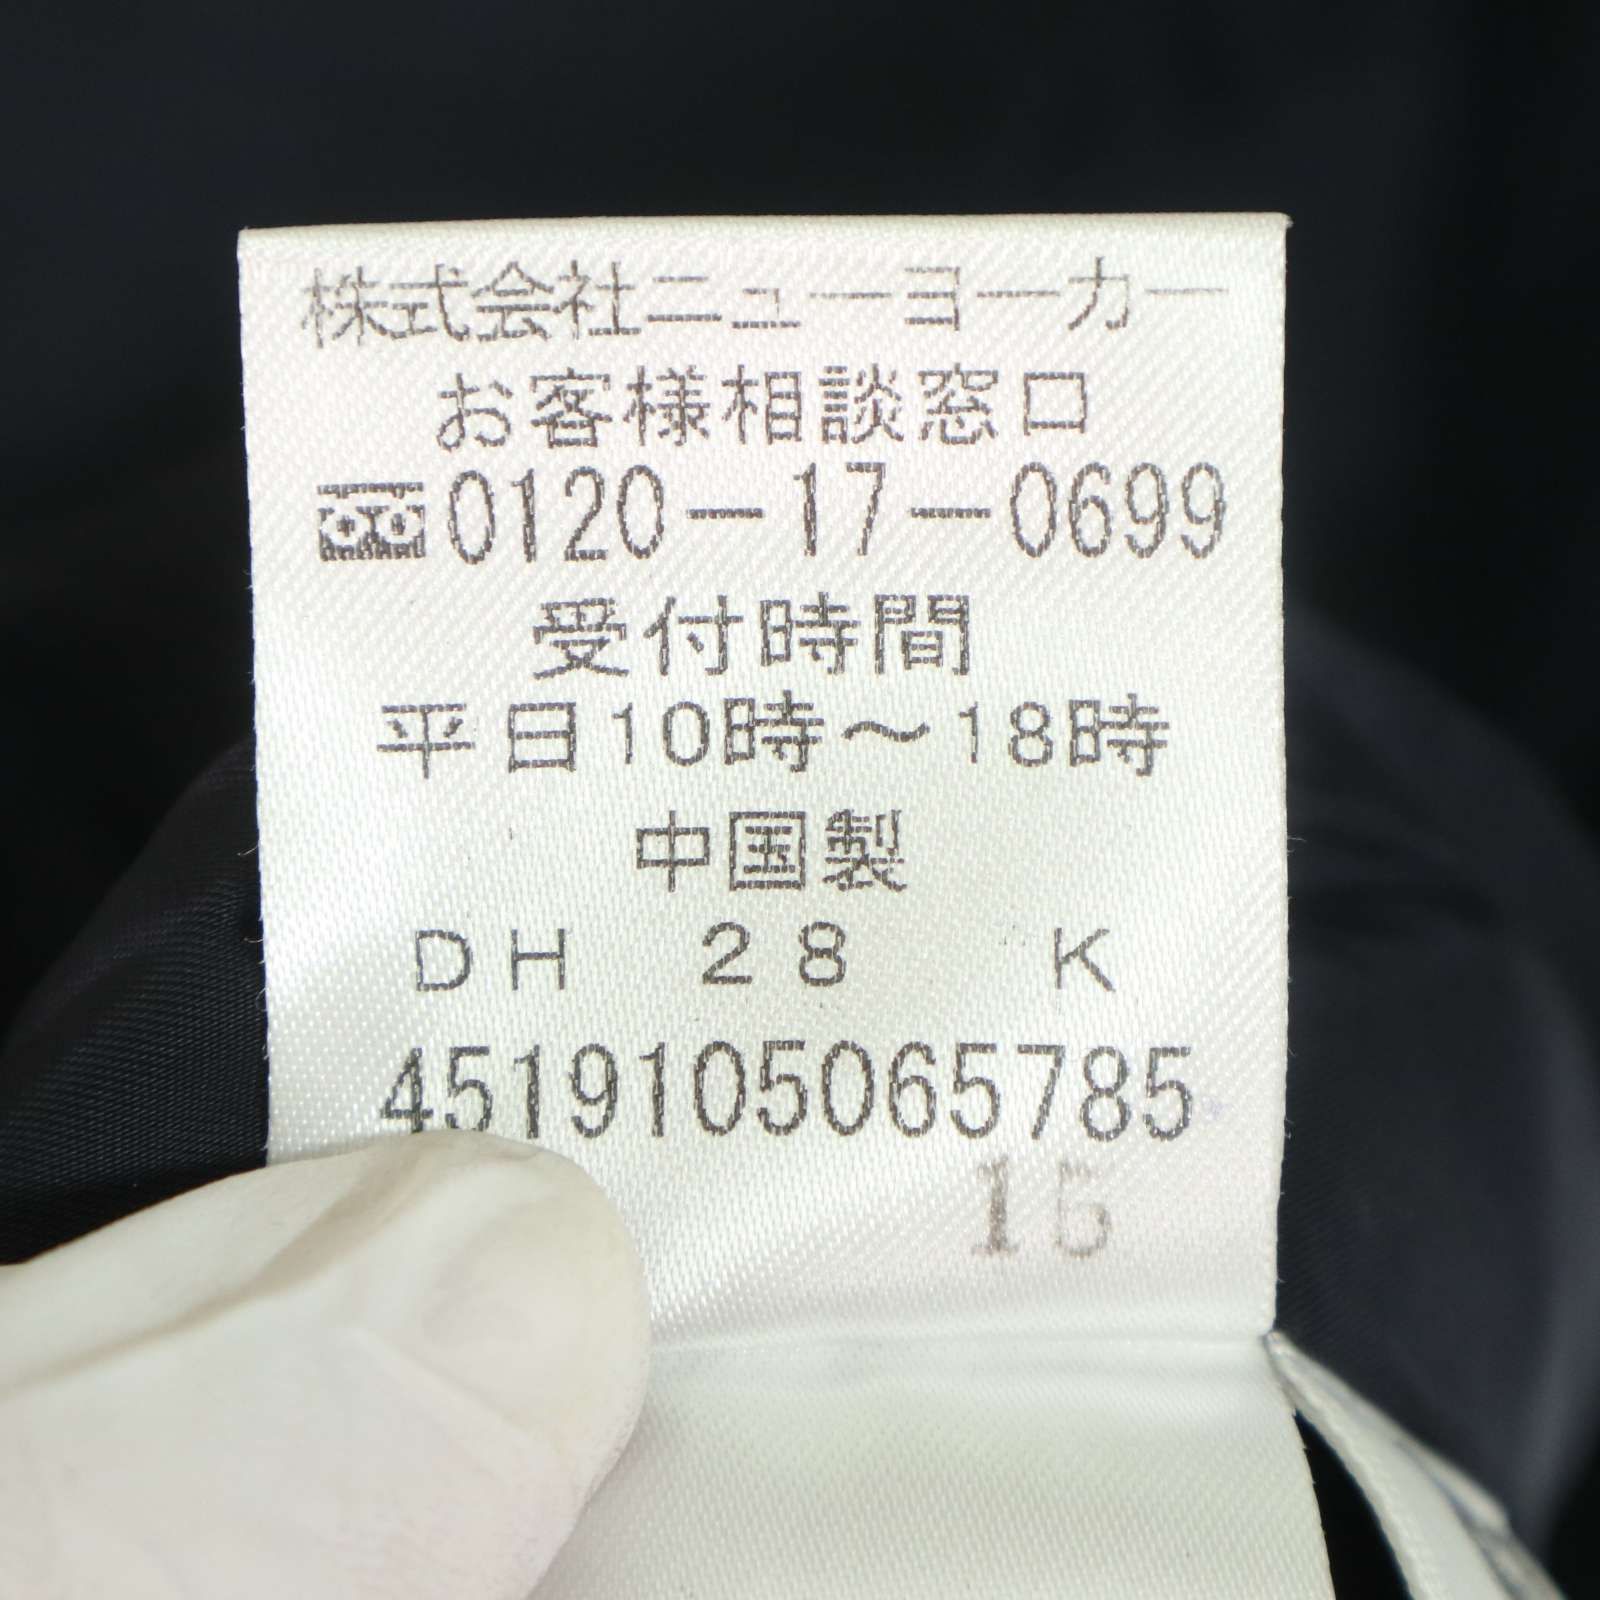 株式会社ニューヨーカー
お客様相談窓口
0120-17-0699
受付時間
平日10時～18時
中国製
DH 28 K
4519105065785
15